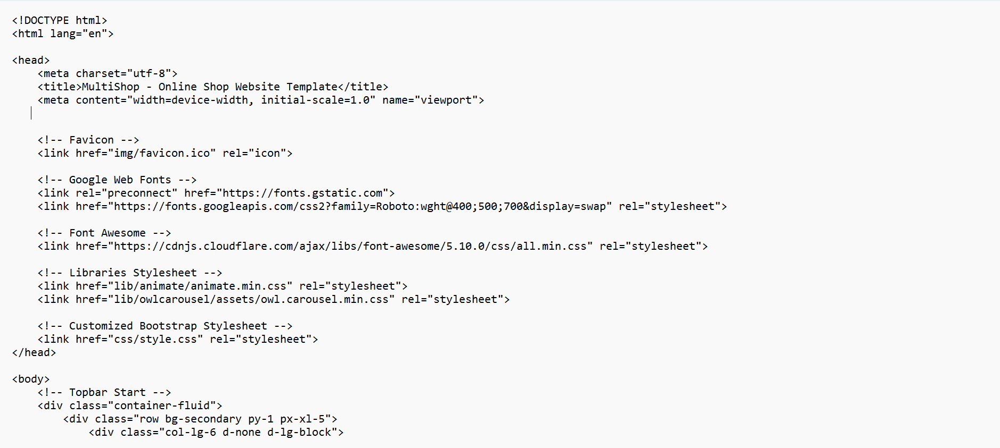 <!DOCTYPE html>
<html lang="en">
<head>
<meta charset="utf-8">
<title>MultiShop - Online Shop Website Template</title>
<meta content="width=device-width, initial-scale=1.0" name="viewport">
<!-- Favicon -->
<link href="img/favicon.ico" rel="icon">
<!-- Google Web Fonts -->
<link rel="preconnect" href="https://fonts.gstatic.com">
<link href="https://fonts.googleapis.com/css2?family=Roboto:wght@400;500;700&display=swap" rel="stylesheet">
<!-- Font Awesome -->
<link href="https://cdnjs.cloudflare.com/ajax/libs/font-awesome/5.10.0/css/all.min.css" rel="stylesheet">
<!-- Libraries Stylesheet -->
<link href="lib/animate/animate.min.css" rel="stylesheet">
<link href="lib/owlcarousel/assets/owl.carousel.min.css" rel="stylesheet">
<!-- Customized Bootstrap Stylesheet -->
<link href="css/style.css" rel="stylesheet">
</head>
<body>
<!-- Topbar Start -->
<div class="container-fluid">
<div class="row bg-secondary py-1 px-xl-5">
<div class="col-lg-6 d-none d-lg-block">